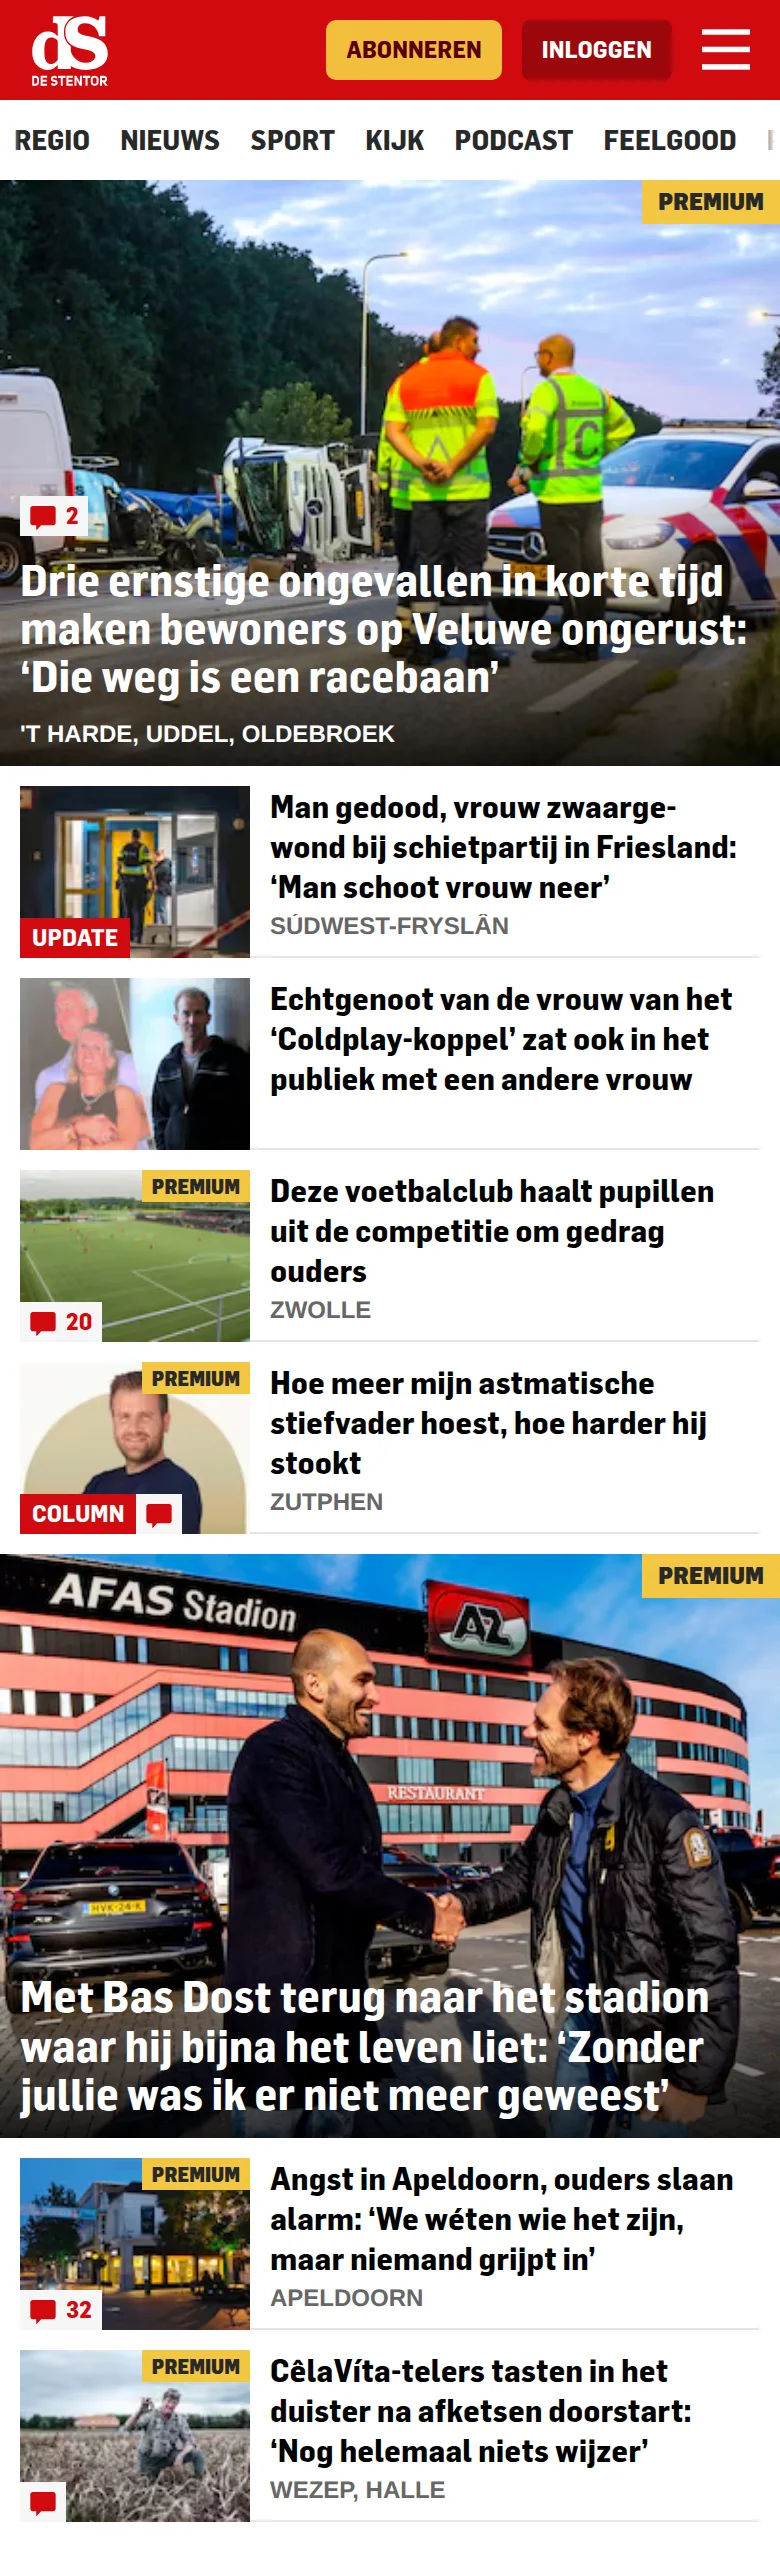 dS
DE STENTOR
ABONNEREN
INLOGGEN
REGIO NIEUWS SPORT KIJK PODCAST FEELGOOD
PREMIUM
C
2
Drie ernstige ongevallen in korte tijd
maken bewoners op Veluwe ongerust:
‘Die weg is een racebaan’
'T HARDE, UDDEL, OLDEBROEK
UPDATE
Man gedood, vrouw zwaarge-
wond bij schietpartij in Friesland:
‘Man schoot vrouw neer’
SÚDWEST-FRYSLÂN
Echtgenoot van de vrouw van het
‘Coldplay-koppel’ zat ook in het
publiek met een andere vrouw
PREMIUM
20
Deze voetbalclub haalt pupillen
uit de competitie om gedrag
ouders
ZWOLLE
PREMIUM
COLUMN
Hoe meer mijn astmatische
stiefvader hoest, hoe harder hij
stookt
ZUTPHEN
PREMIUM
AFAS Stadion
AZ
RESTAURANT
HVK-24-K
Met Bas Dost terug naar het stadion
waar hij bijna het leven liet: ‘Zonder
jullie was ik er niet meer geweest’
PREMIUM
32
Angst in Apeldoorn, ouders slaan
alarm: ‘We wéten wie het zijn,
maar niemand grijpt in’
APELDOORN
PREMIUM
CêlaVíta-telers tasten in het
duister na afketsen doorstart:
‘Nog helemaal niets wijzer’
WEZEP, HALLE